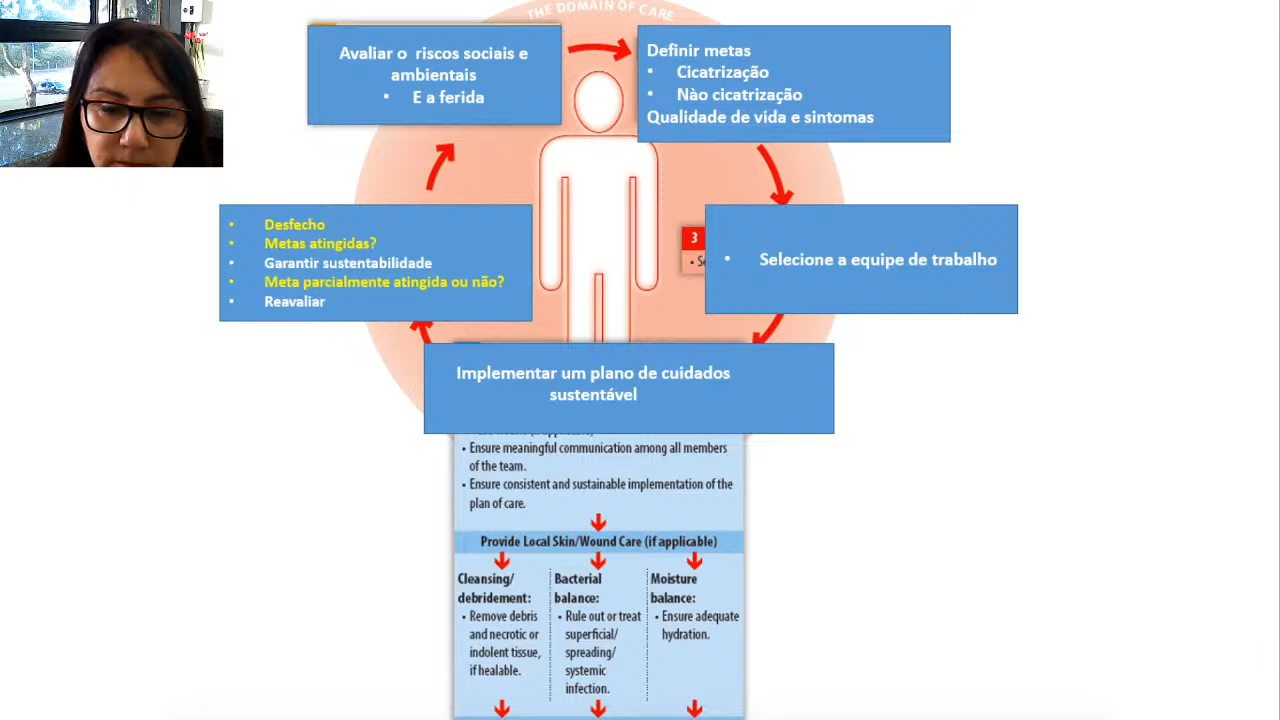 THE DOMAIN OF CARE
Avaliar o riscos sociais e
ambientais
• E a ferida
Definir metas
• Cicatrização
• Nào cicatrização
Qualidade de vida e sintomas
• Desfecho
• Metas atingidas?
• Garantir sustentabilidade
• Meta parcialmente atingida ou não?
• Reavaliar
3
• Selecione a equipe de trabalho
Implementar um plano de cuidados
sustentável
• Ensure meaningful communication among all members
of the team.
• Ensure consistent and sustainable implementation of the
plan of care.
Provide Local Skin/Wound Care (if applicable)
Cleansing/
debridement:
• Remove debris
and necrotic or
indolent tissue,
if healable.
Bacterial
balance:
• Rule out or treat
superficial/
spreading/
systemic
infection.
Moisture
balance:
• Ensure adequate
hydration.